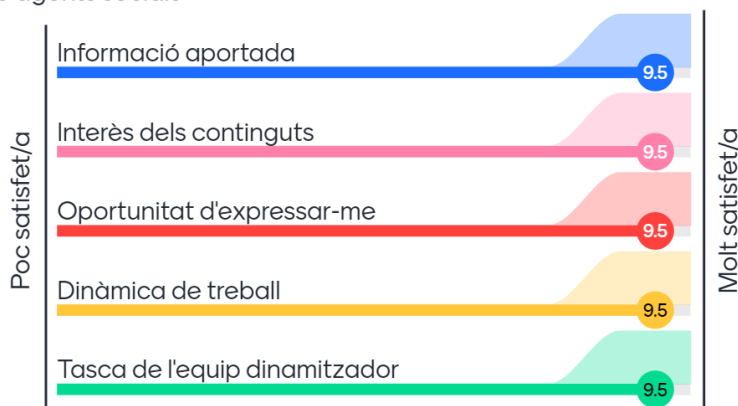 Informació aportada
9.5
Interès dels continguts
9.5
Oportunitat d'expressar-me
9.5
Dinàmica de treball
9.5
Tasca de l'equip dinamitzador
9.5
Poc satisfet/a
Molt satisfet/a